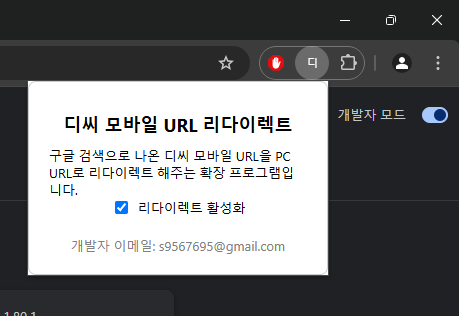 디
개발자 모드
디씨 모바일 URL 리다이렉트
구글 검색으로 나온 디씨 모바일 URL을 PC
URL로 리다이렉트 해주는 확장 프로그램입
니다.
리다이렉트 활성화
개발자 이메일: s9567695@gmail.com